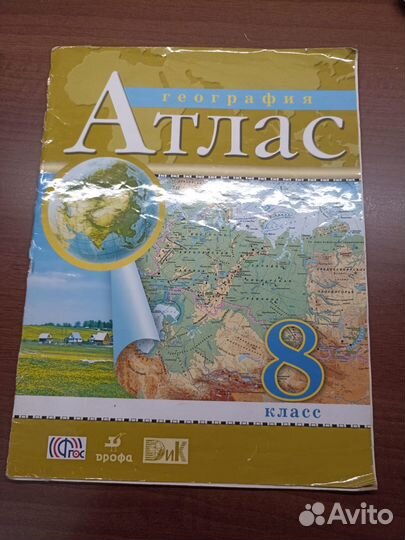 география
Атлас
8
класс
ФГОС
дрофа
ДиК
Avito